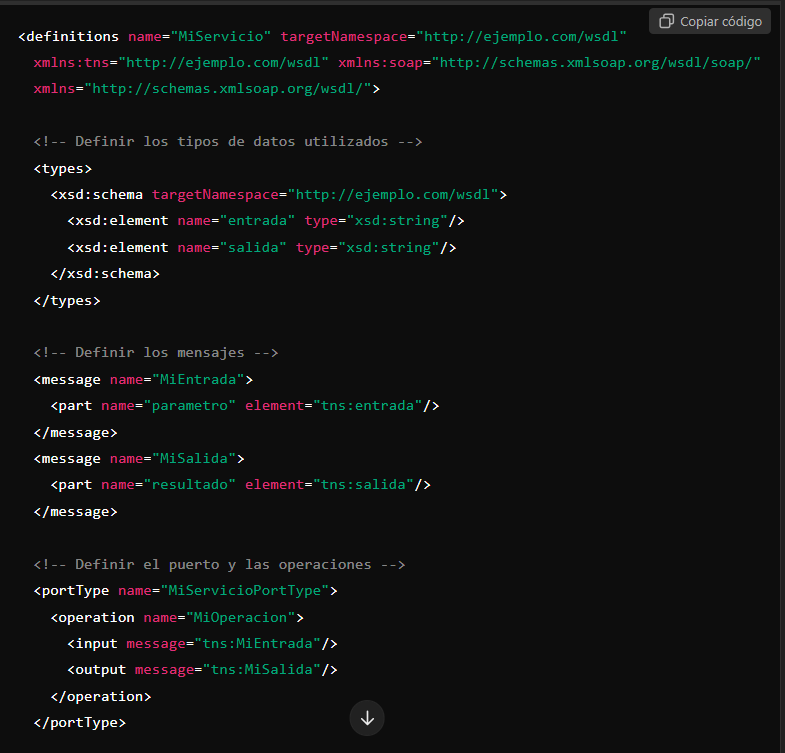 Copiar código
<definitions name="MiServicio" targetNamespace="http://ejemplo.com/wsdl"
xmlns:tns="http://ejemplo.com/wsdl" xmlns:soap="http://schemas.xmlsoap.org/wsdl/soap/"
xmlns="http://schemas.xmlsoap.org/wsdl/">
<!-- Definir los tipos de datos utilizados -->
<types>
<xsd:schema targetNamespace="http://ejemplo.com/wsdl">
<xsd:element name="entrada" type="xsd:string"/>
<xsd:element name="salida" type="xsd:string"/>
</xsd:schema>
</types>
<!-- Definir los mensajes -->
<message name="MiEntrada">
<part name="parametro" element="tns:entrada"/>
</message>
<message name="MiSalida">
<part name="resultado" element="tns:salida"/>
</message>
<!-- Definir el puerto y las operaciones -->
<portType name="MiServicioPortType">
<operation name="MiOperacion">
<input message="tns:MiEntrada"/>
<output message="tns:MiSalida"/>
</operation>
</portType>